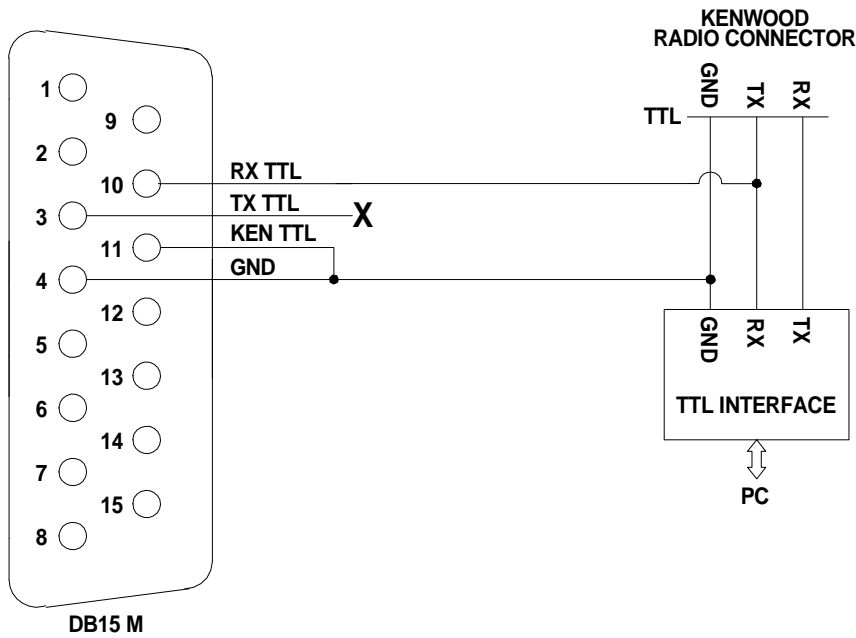 KENWOOD
RADIO CONNECTOR
GND
TX
RX
TTL
1
9
2
10
RX TTL
3
TX TTL
X
11
KEN TTL
4
GND
12
5
13
6
14
7
15
8
GND
RX
TX
TTL INTERFACE
PC
DB15 M